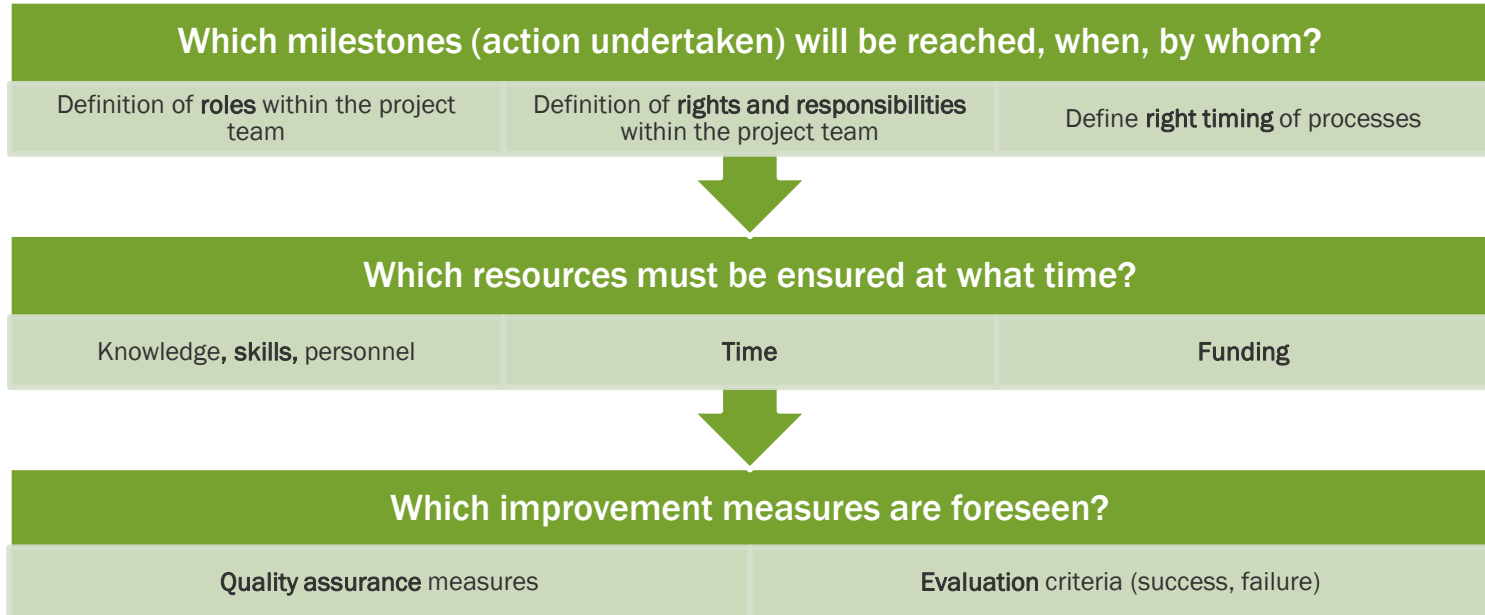 Which milestones (action undertaken) will be reached, when, by whom?
Definition of roles within the project
team
Definition of rights and responsibilities
within the project team
Define right timing of processes
Which resources must be ensured at what time?
Knowledge, skills, personnel
Time
Funding
Which improvement measures are foreseen?
Quality assurance measures
Evaluation criteria (success, failure)